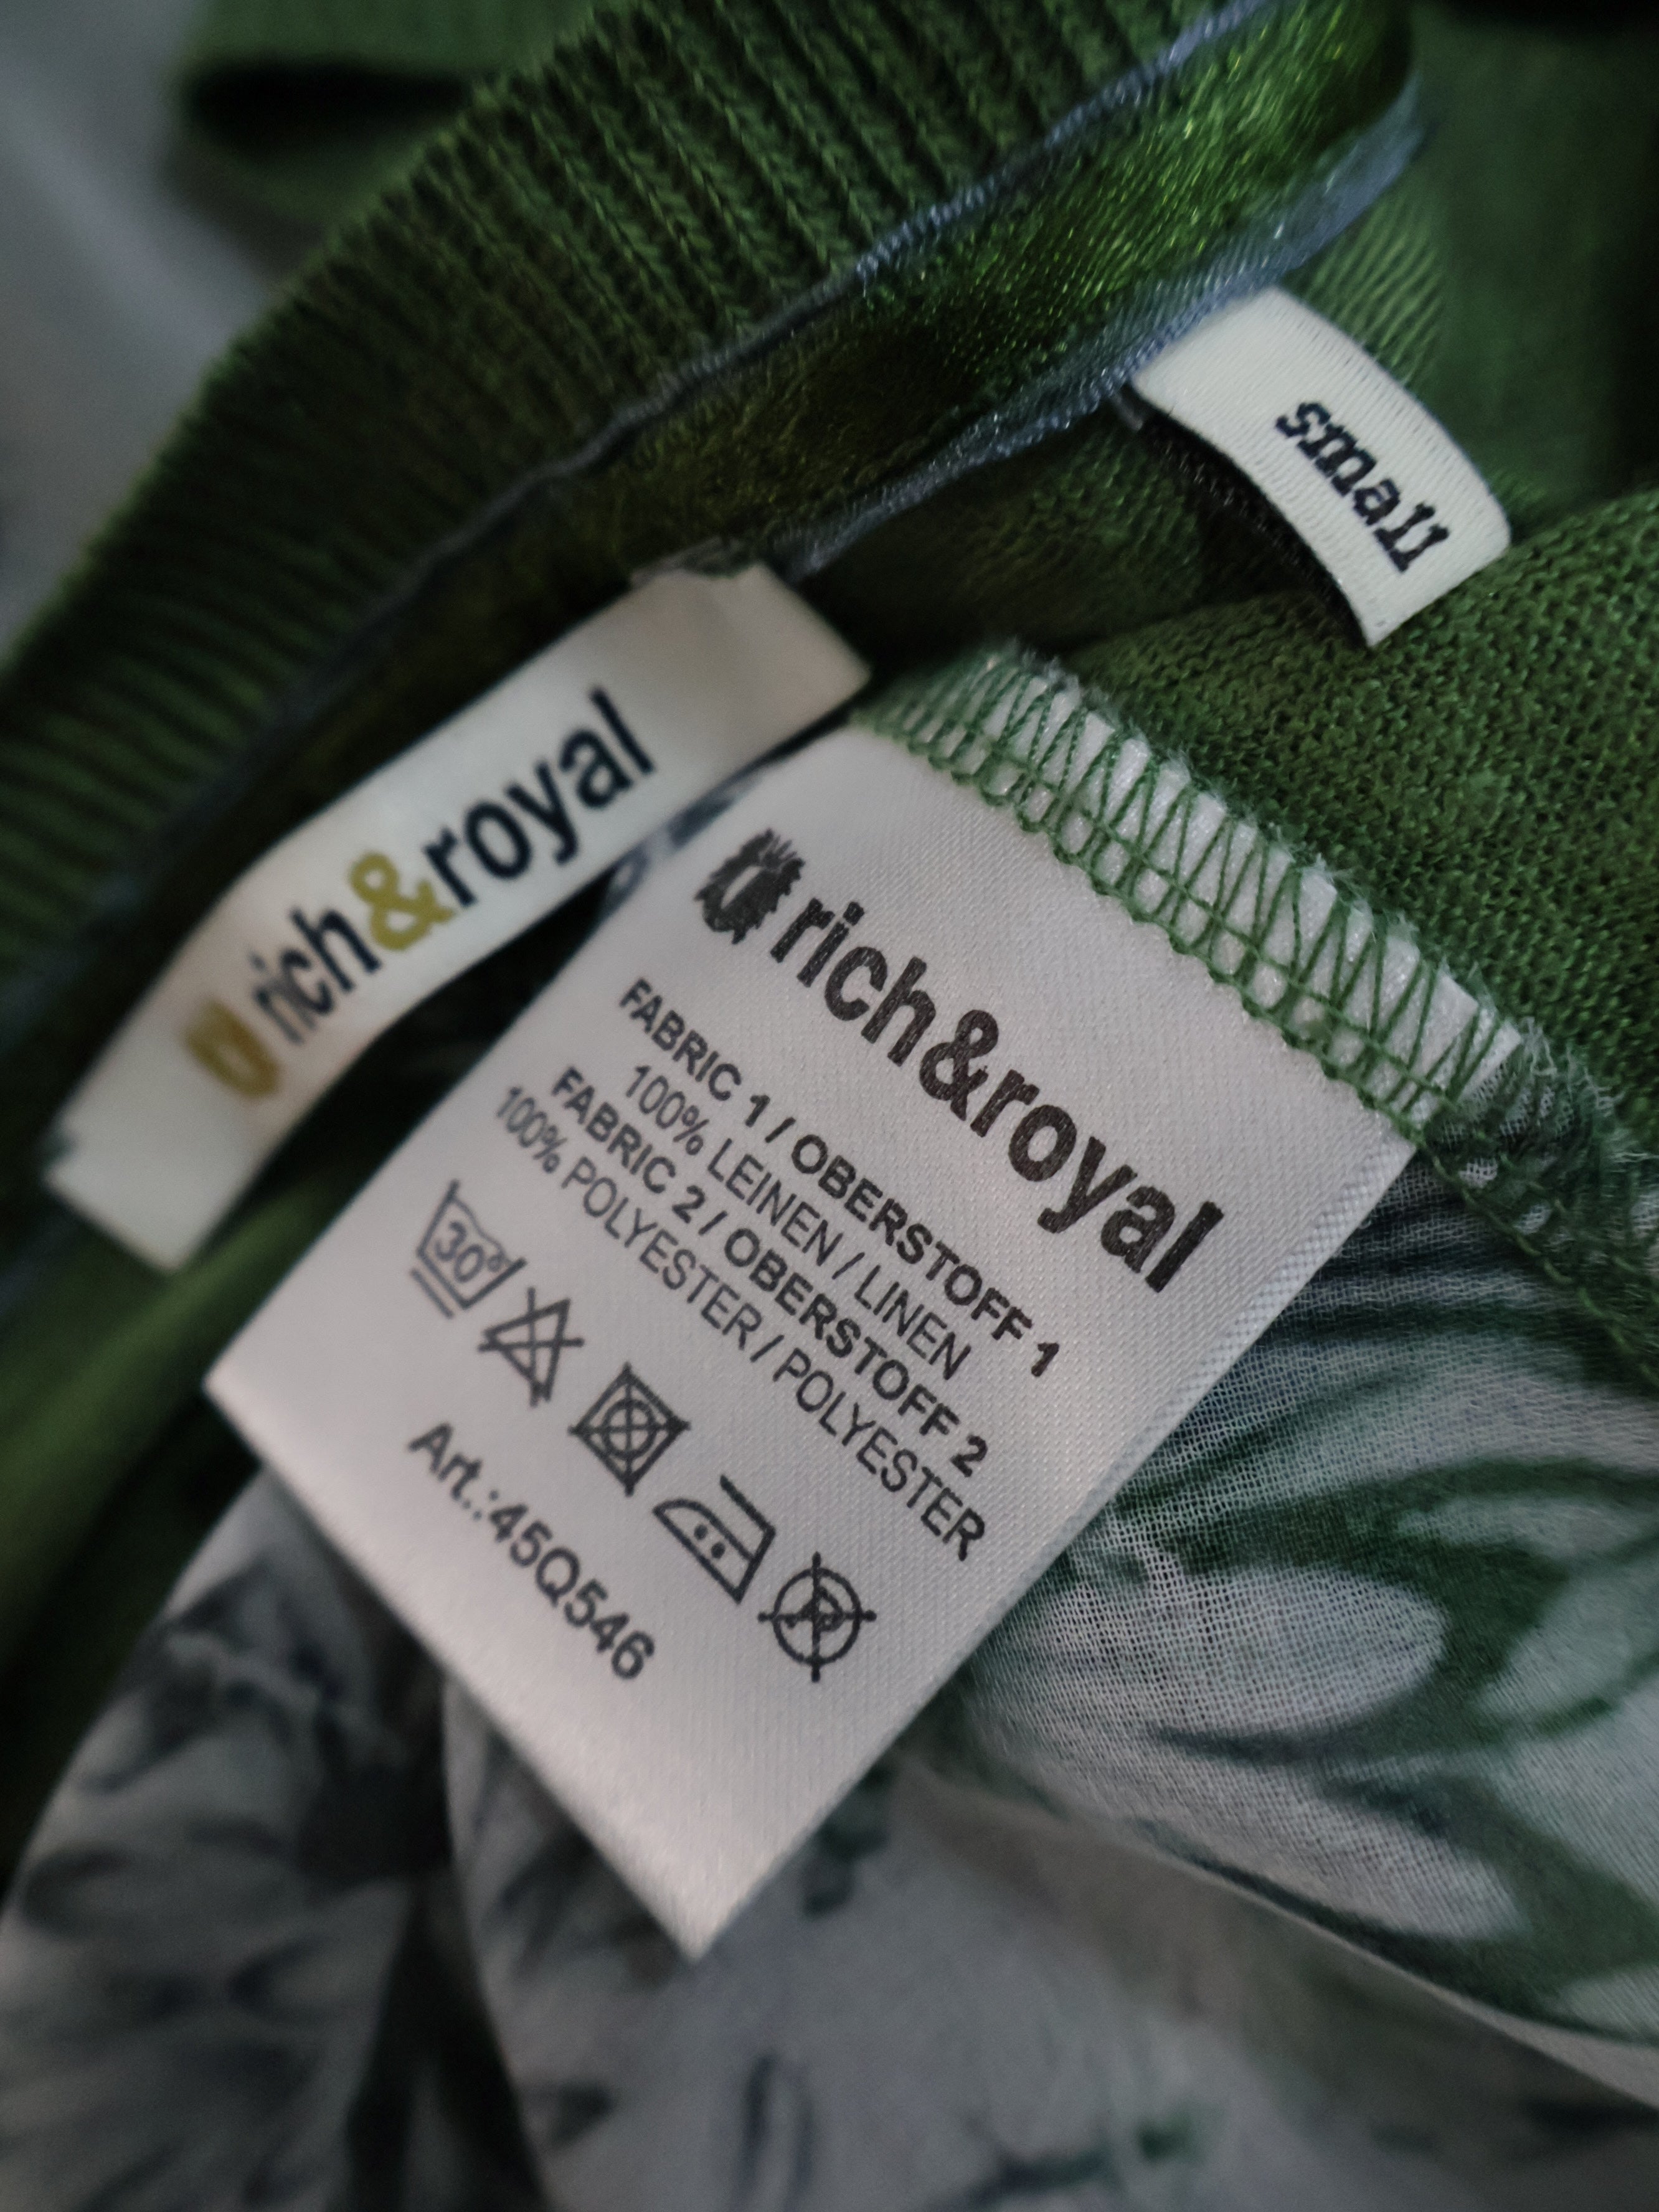 small
rich&royal
rich&royal
FABRIC 1 / OBERSTOFF 1
100% LEINEN / LINEN
FABRIC 2 / OBERSTOFF 2
100% POLYESTER / POLYESTER
30°
P
Art.:45Q546